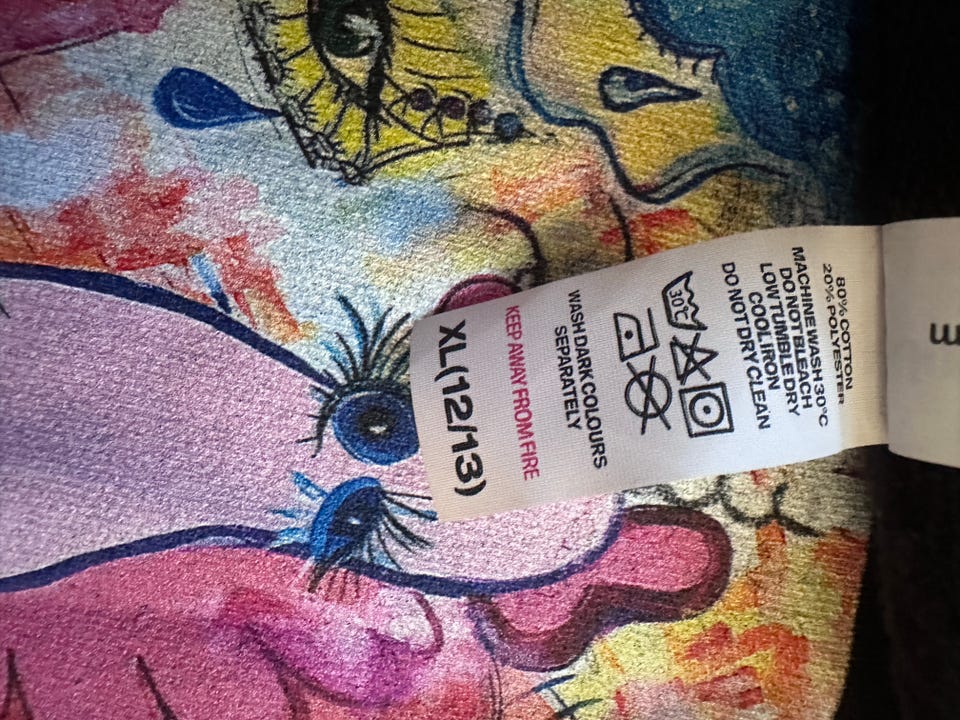 80% COTTON
20% POLYESTER
MACHINE WASH 30°C
DO NOT BLEACH
LOW TUMBLE DRY
COOL IRON
DO NOT DRY CLEAN
30°C
WASH DARK COLOURS
SEPARATELY
KEEP AWAY FROM FIRE
XL(12/13)